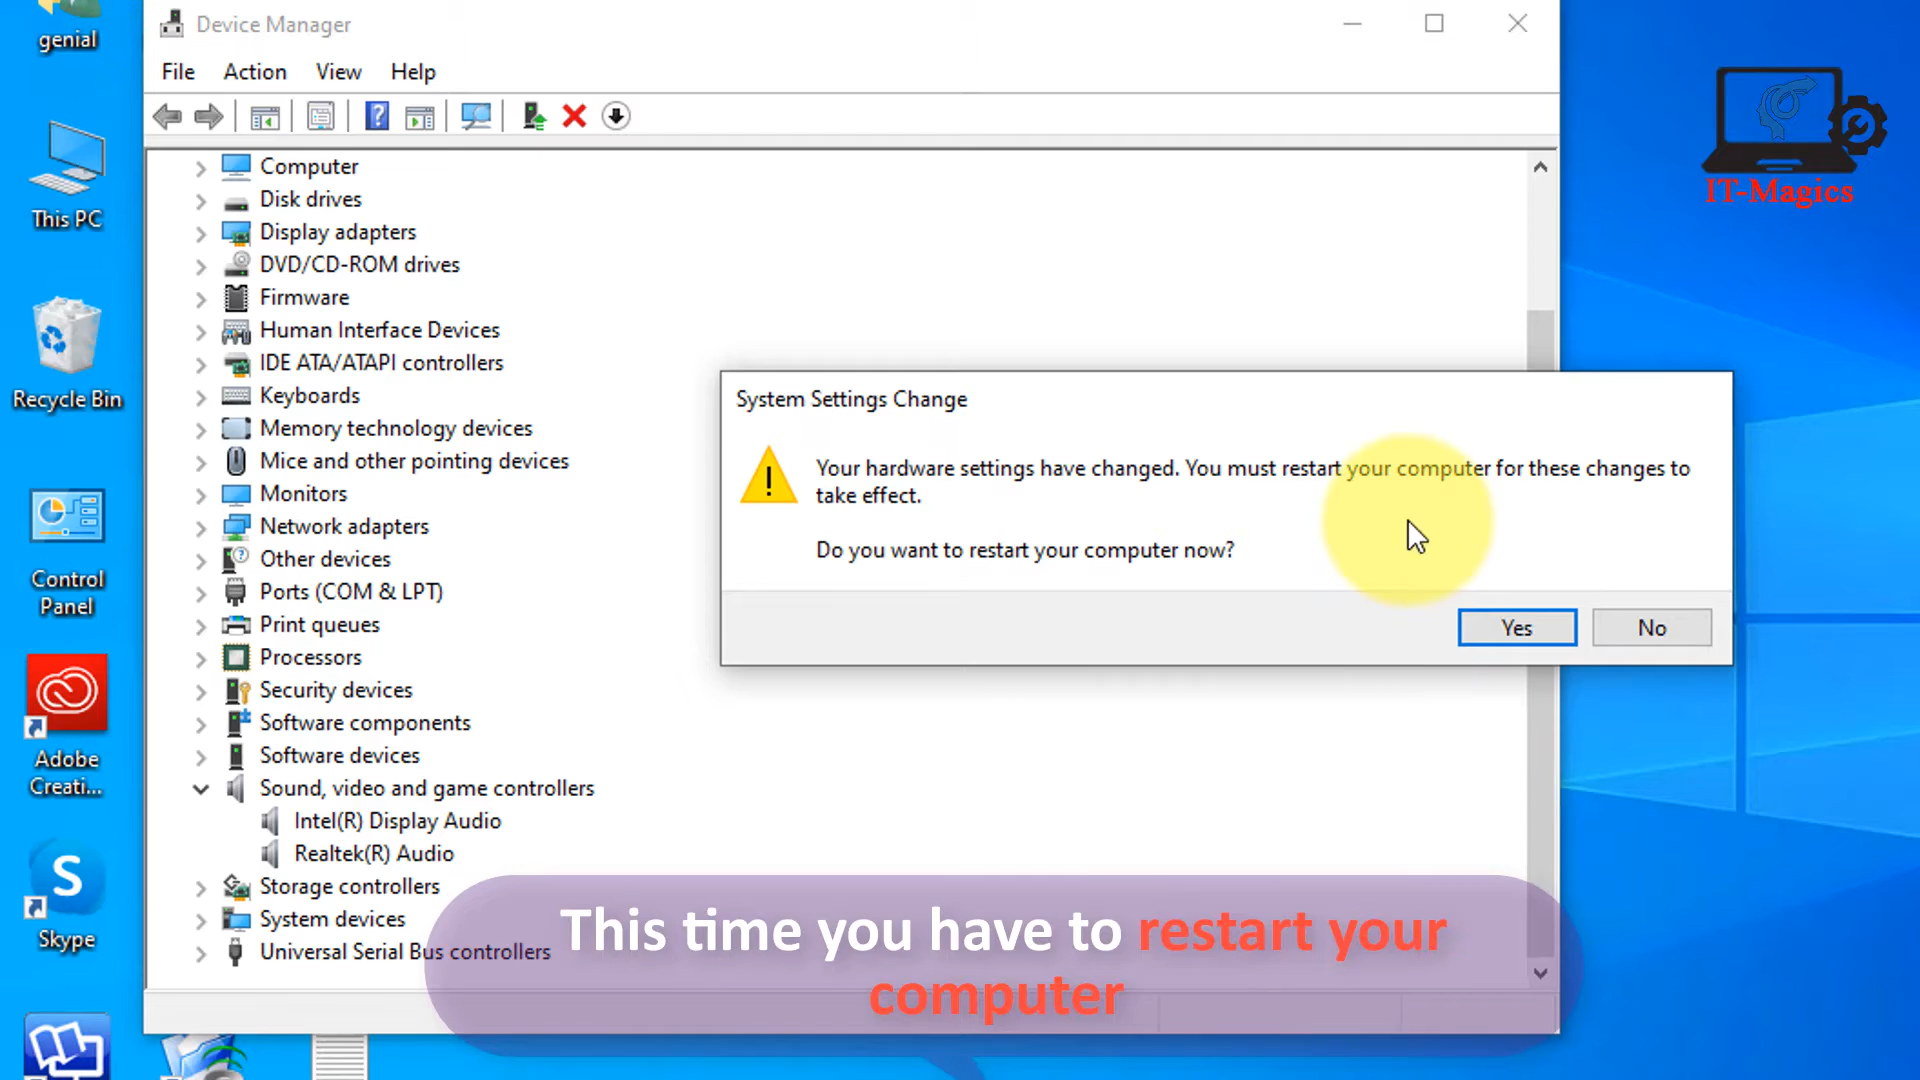 genial
Device Manager
File Action View Help
IT-Magics
This PC
Recycle Bin
Control
Panel
Adobe
Creati...
S
Skype
Computer
Disk drives
Display adapters
DVD/CD-ROM drives
Firmware
Human Interface Devices
IDE ATA/ATAPI controllers
Keyboards
Memory technology devices
Mice and other pointing devices
Monitors
Network adapters
Other devices
Ports (COM & LPT)
Print queues
Processors
Security devices
Software components
Software devices
Sound, video and game controllers
Intel(R) Display Audio
Realtek(R) Audio
Storage controllers
System devices
Universal Serial Bus controllers
System Settings Change
Your hardware settings have changed. You must restart your computer for these changes to
take effect.
Do you want to restart your computer now?
Yes No
This time you have to restart your
computer